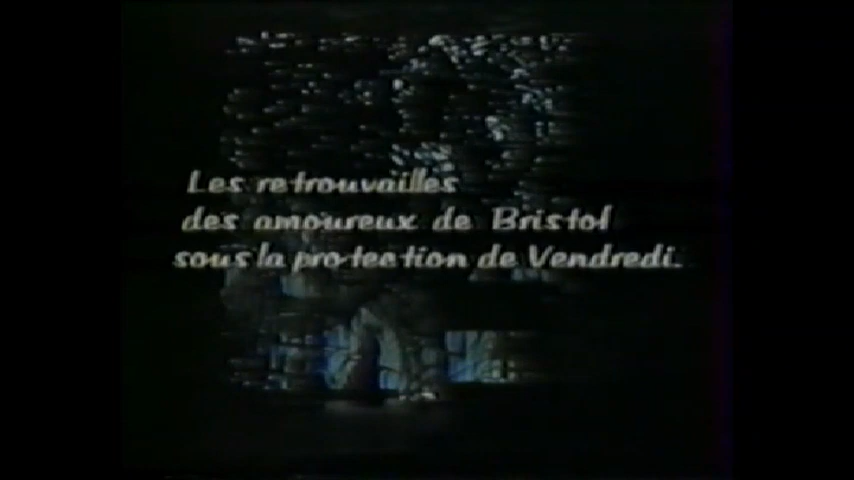 Les retrouvailles
des amoureux de Bristol
sous la protection de Vendredi.